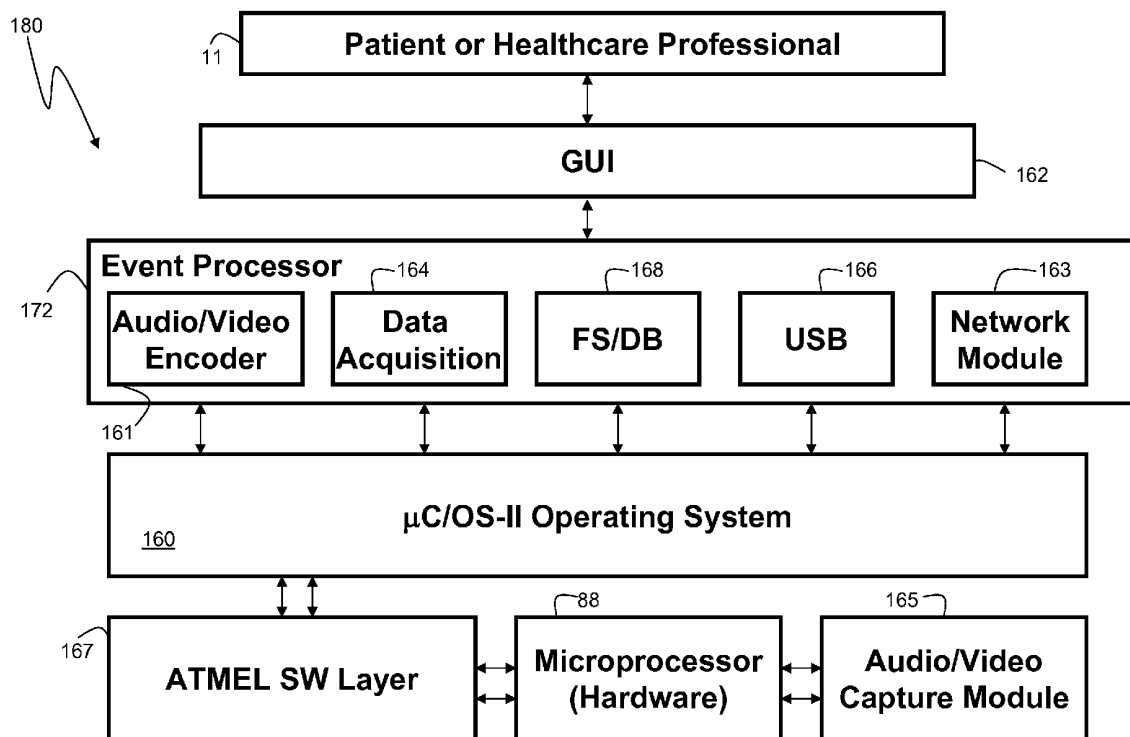 180
Patient or Healthcare Professional
11
GUI
162
Event Processor
164
168
166
163
172
Audio/Video
Encoder
Data
Acquisition
FS/DB
USB
Network
Module
161
μC/OS-II Operating System
160
88
165
167
ATMEL SW Layer
Microprocessor
(Hardware)
Audio/Video
Capture Module